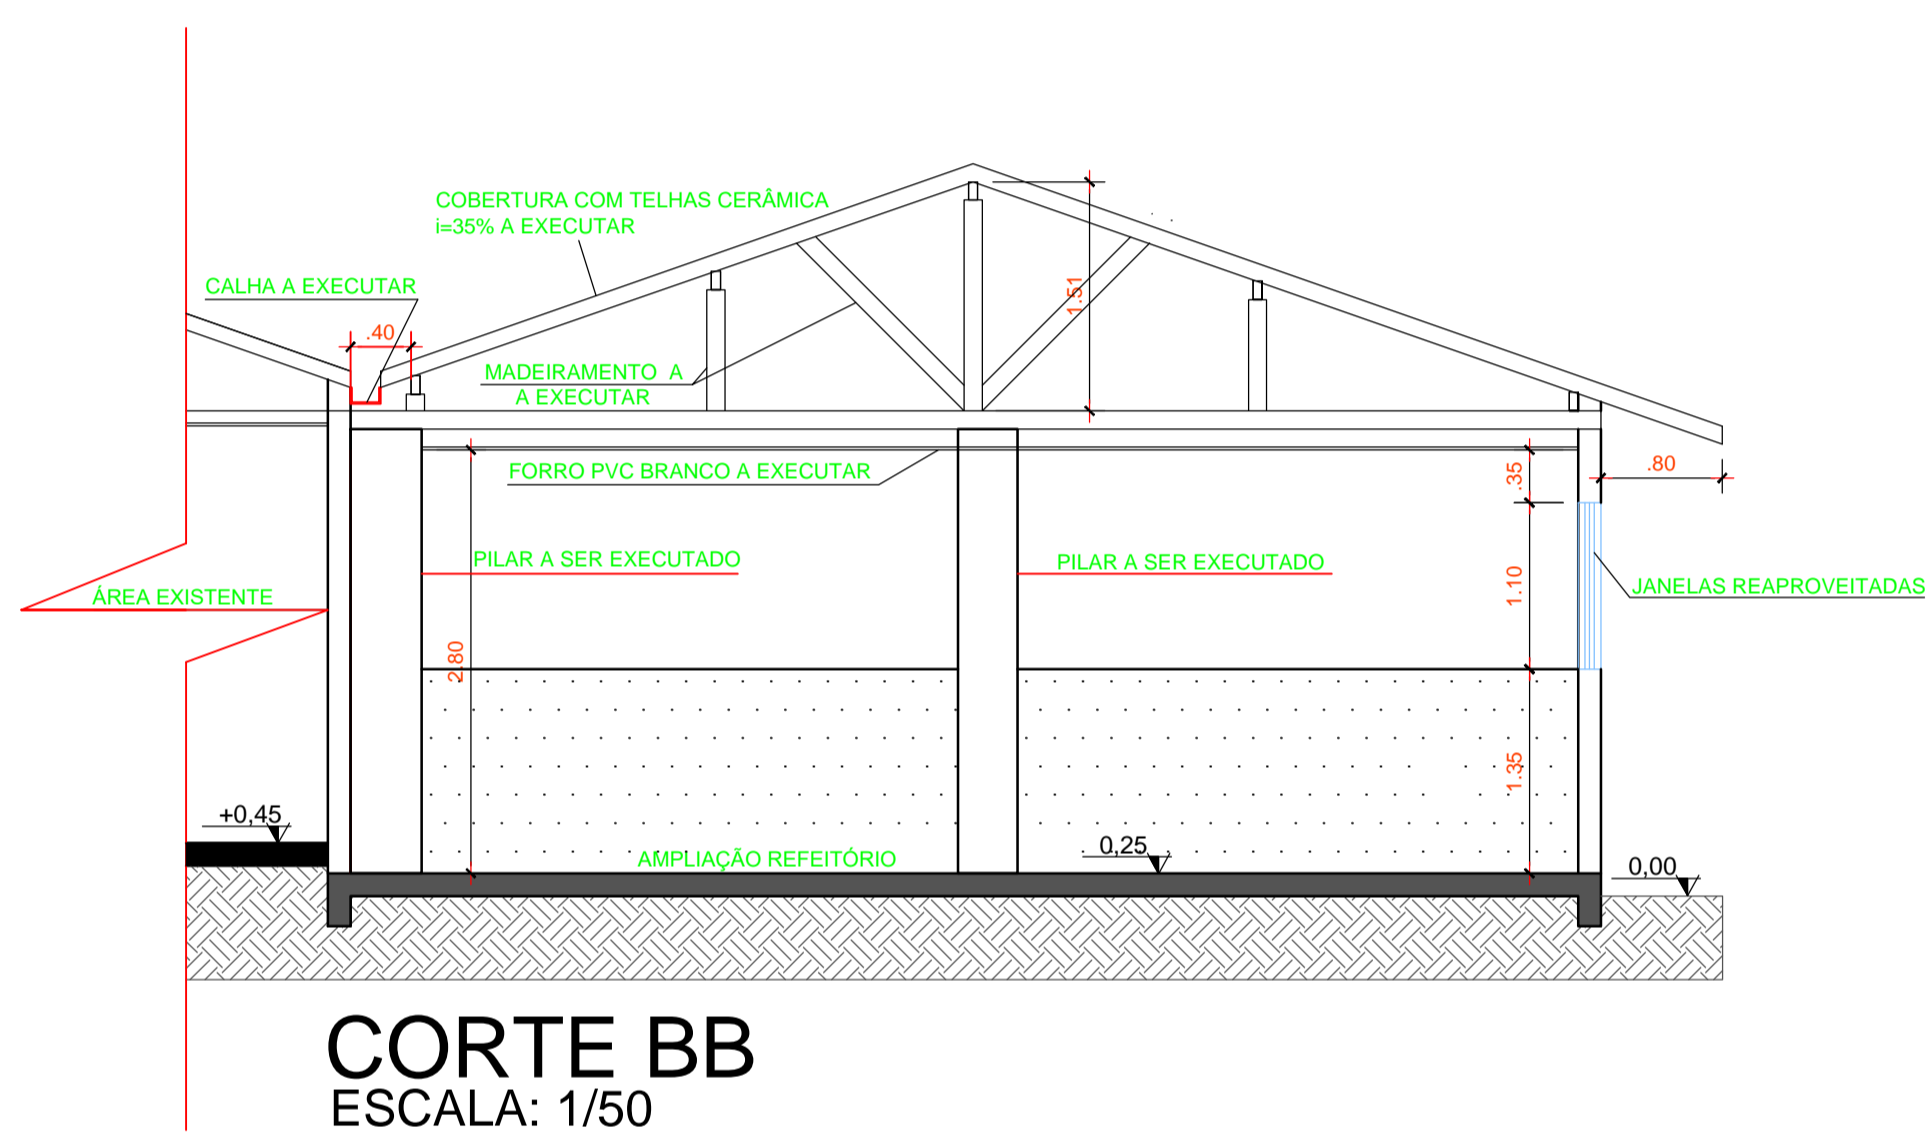 COBERTURA COM TELHAS CERÂMICA
i=35% A EXECUTAR
CALHA A EXECUTAR
.40
1.51
MADEIRAMENTO A
A EXECUTAR
FORRO PVC BRANCO A EXECUTAR
.35
.80
PILAR A SER EXECUTADO
PILAR A SER EXECUTADO
1.10
JANELAS REAPROVEITADAS
ÁREA EXISTENTE
2.80
1.35
+0,45
0,25
AMPLIAÇÃO REFEITÓRIO
0,00
CORTE BB
ESCALA: 1/50